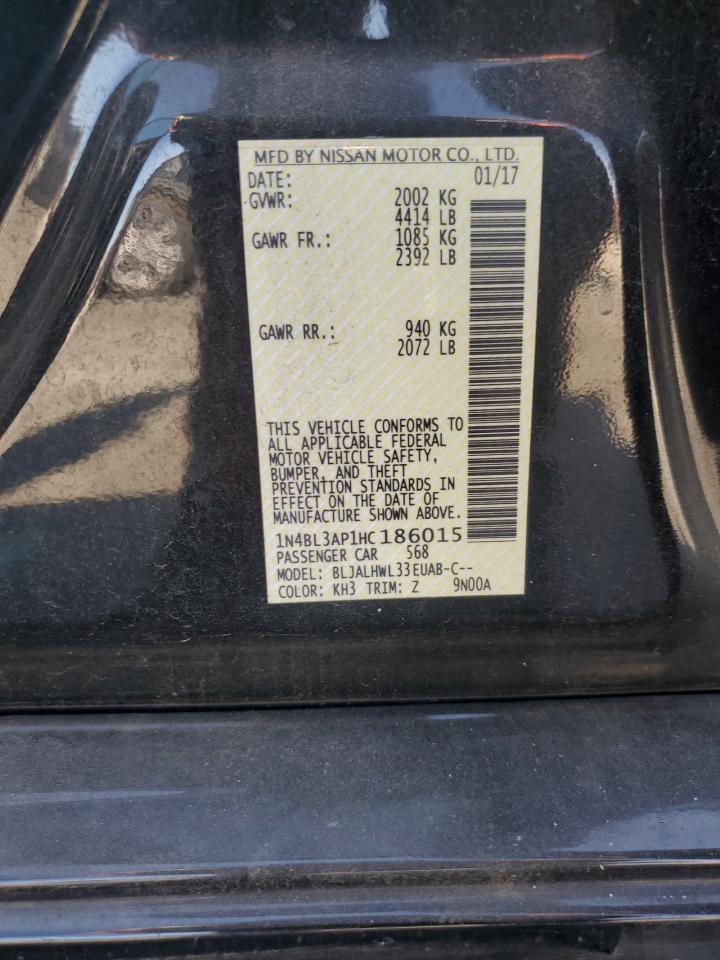 MFD BY NISSAN MOTOR CO., LTD.
DATE: 01/17
GVWR: 2002 KG
4414 LB
GAWR FR.: 1085 KG
2392 LB
GAWR RR.: 940 KG
2072 LB
THIS VEHICLE CONFORMS TO
ALL APPLICABLE FEDERAL
MOTOR VEHICLE SAFETY,
BUMPER, AND THEFT
PREVENTION STANDARDS IN
EFFECT ON THE DATE OF
MANUFACTURE SHOWN ABOVE.
1N4BL3AP1HC186015
PASSENGER CAR 568
MODEL: BLJALHWL33EUAB-C--
COLOR: KH3 TRIM: Z 9N00A